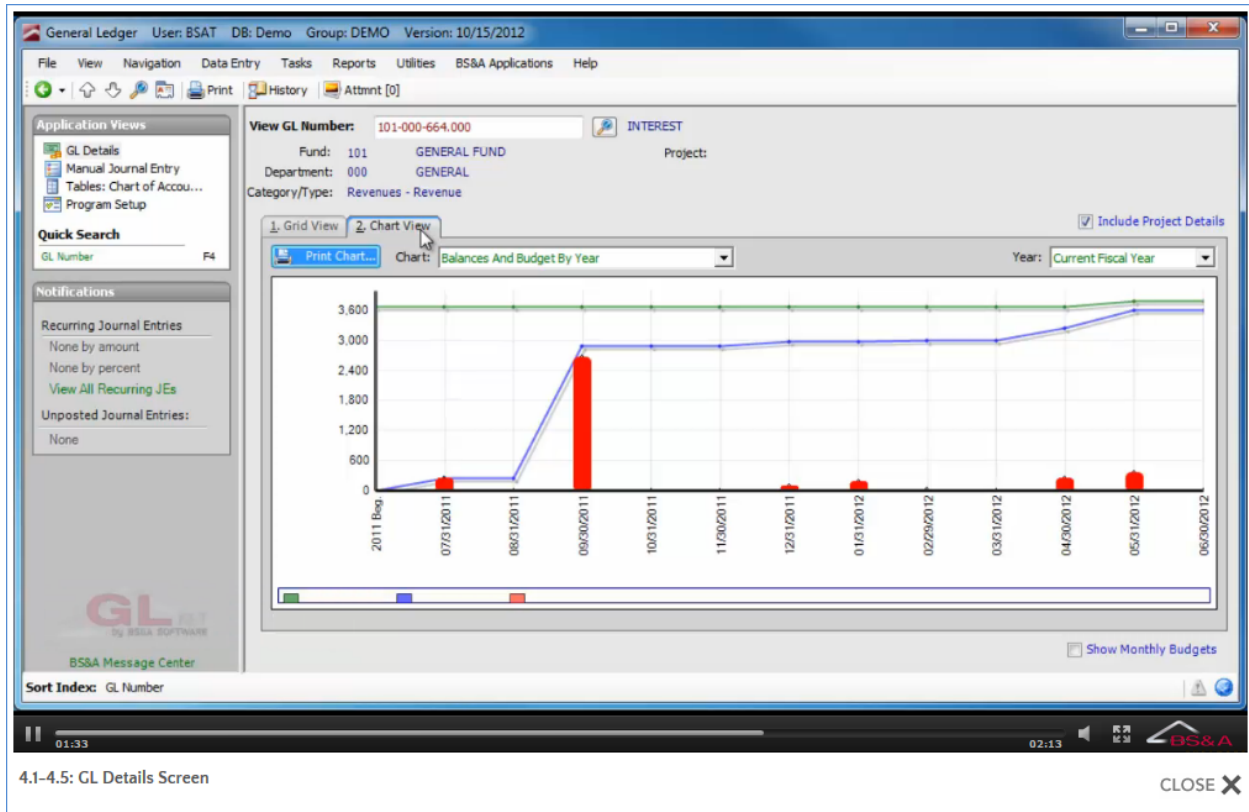 General Ledger User: BSAT DB: Demo Group: DEMO Version: 10/15/2012
File View Navigation Data Entry Tasks Reports Utilities BS&A Applications Help
Print History Attmnt [0]
Application Views
GL Details
Manual Journal Entry
Tables: Chart of Accou...
Program Setup
Quick Search
GL Number F4
Notifications
Recurring Journal Entries
None by amount
None by percent
View All Recurring JEs
Unposted Journal Entries:
None
GL .NET
by BS&A SOFTWARE
BS&A Message Center
View GL Number: 101-000-664.000 INTEREST
Fund: 101 GENERAL FUND Project:
Department: 000 GENERAL
Category/Type: Revenues - Revenue
1. Grid View 2. Chart View Include Project Details
Print Chart... Chart: Balances And Budget By Year Year: Current Fiscal Year
3,600
3,000
2,400
1,800
1,200
600
0
2011 Beg. 07/31/2011 08/31/2011 09/30/2011 10/31/2011 11/30/2011 12/31/2011 01/31/2012 02/29/2012 03/31/2012 04/30/2012 05/31/2012 06/30/2012
Show Monthly Budgets
Sort Index: GL Number
01:33 02:13 BS&A
4.1-4.5: GL Details Screen
CLOSE X